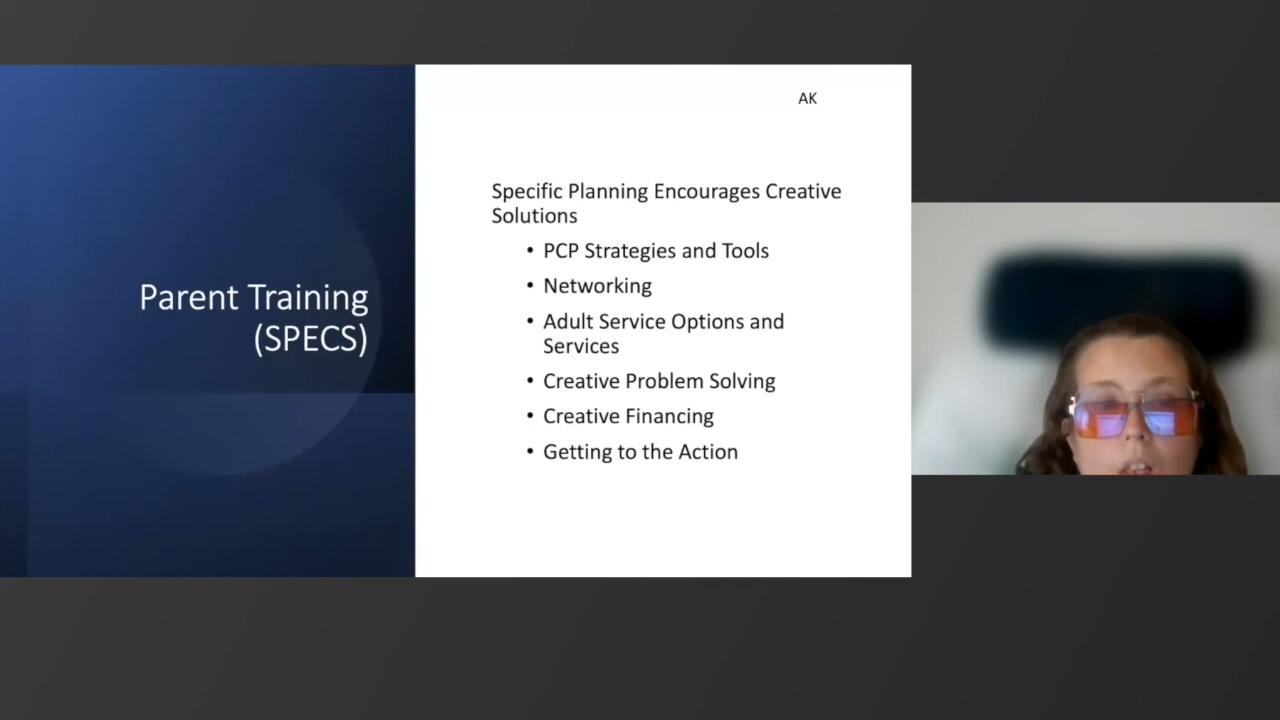 Parent Training
(SPECS)
AK
Specific Planning Encourages Creative
Solutions
• PCP Strategies and Tools
• Networking
• Adult Service Options and
Services
• Creative Problem Solving
• Creative Financing
• Getting to the Action